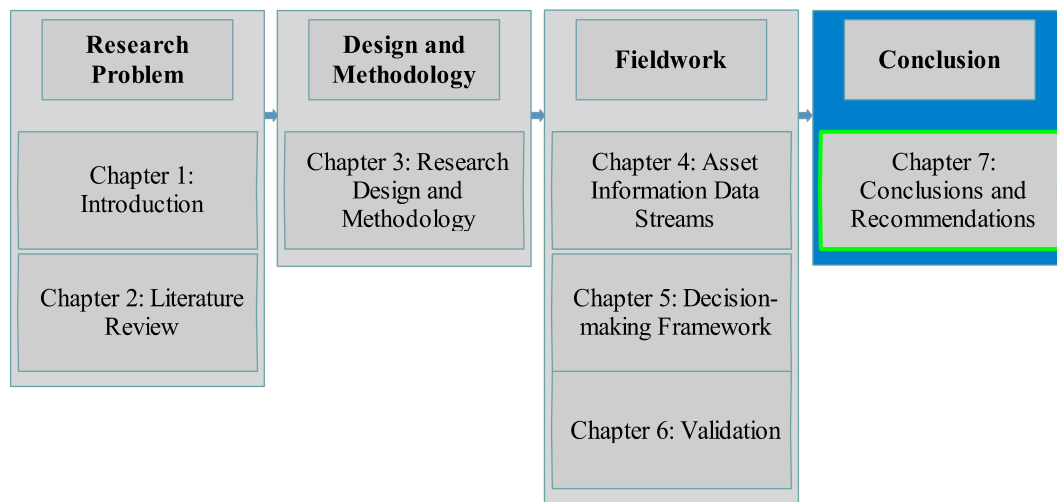 Research
Problem
Chapter 1:
Introduction
Chapter 2: Literature
Review
Design and
Methodology
Chapter 3: Research
Design and
Methodology
Fieldwork
Chapter 4: Asset
Information Data
Streams
Chapter 5: Decision-
making Framework
Chapter 6: Validation
Conclusion
Chapter 7:
Conclusions and
Recommendations